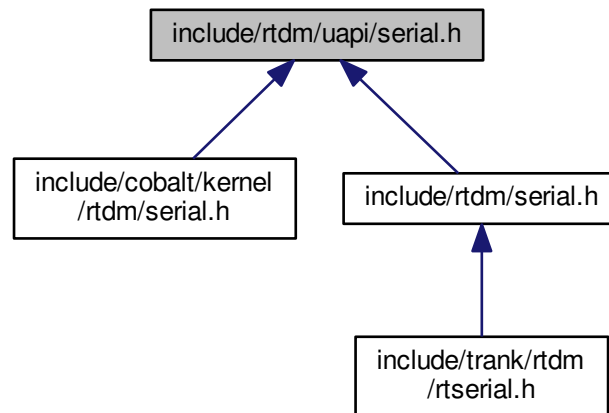 include/rtdm/uapi/serial.h
include/cobalt/kernel
/rtdm/serial.h
include/rtdm/serial.h
include/trank/rtdm
/rtserial.h